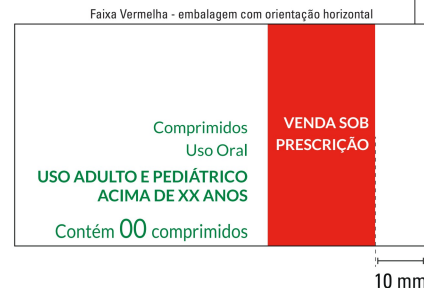 Faixa Vermelha - embalagem com orientação horizontal
Comprimidos
Uso Oral
USO ADULTO E PEDIÁTRICO
ACIMA DE XX ANOS
Contém 00 comprimidos
VENDA SOB
PRESCRIÇÃO
10 mm